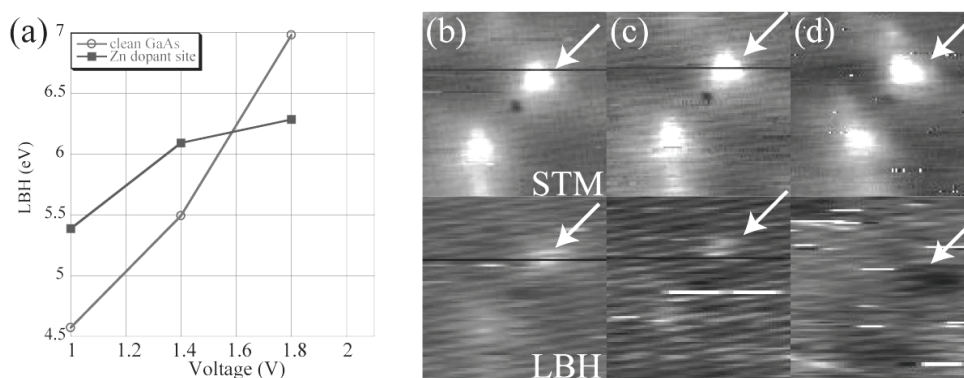 (a)
clean GaAs
Zn dopant site
LBH (eV)
7
6.5
6
5.5
5
4.5
1 1.2 1.4 1.6 1.8 2
Voltage (V)
(b) (c) (d)
STM
LBH